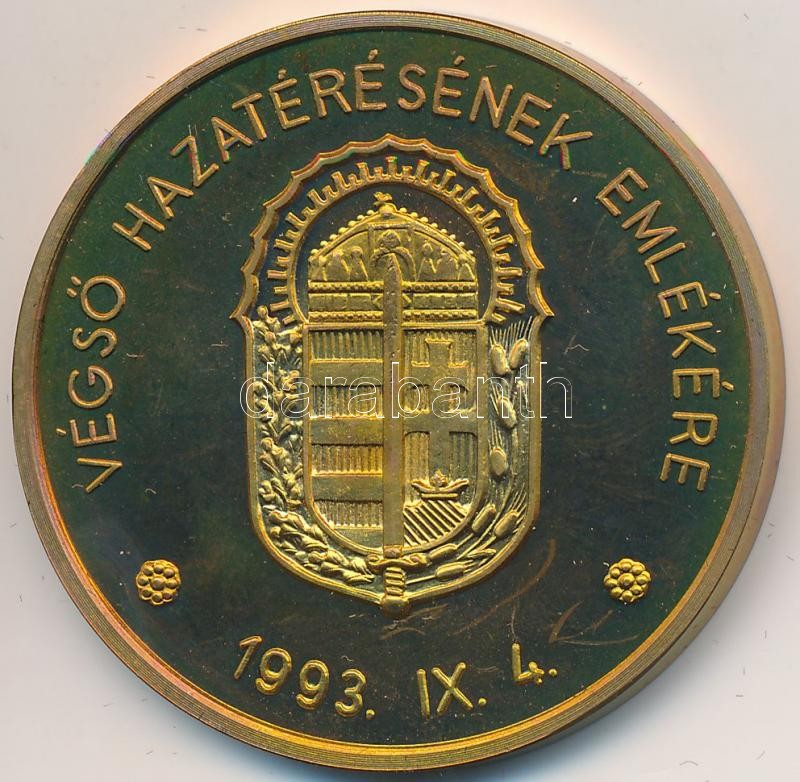 VÉGSŐ HAZATÉRÉSÉNEK EMLÉKÉRE
darabanth
1993. IX. 4.